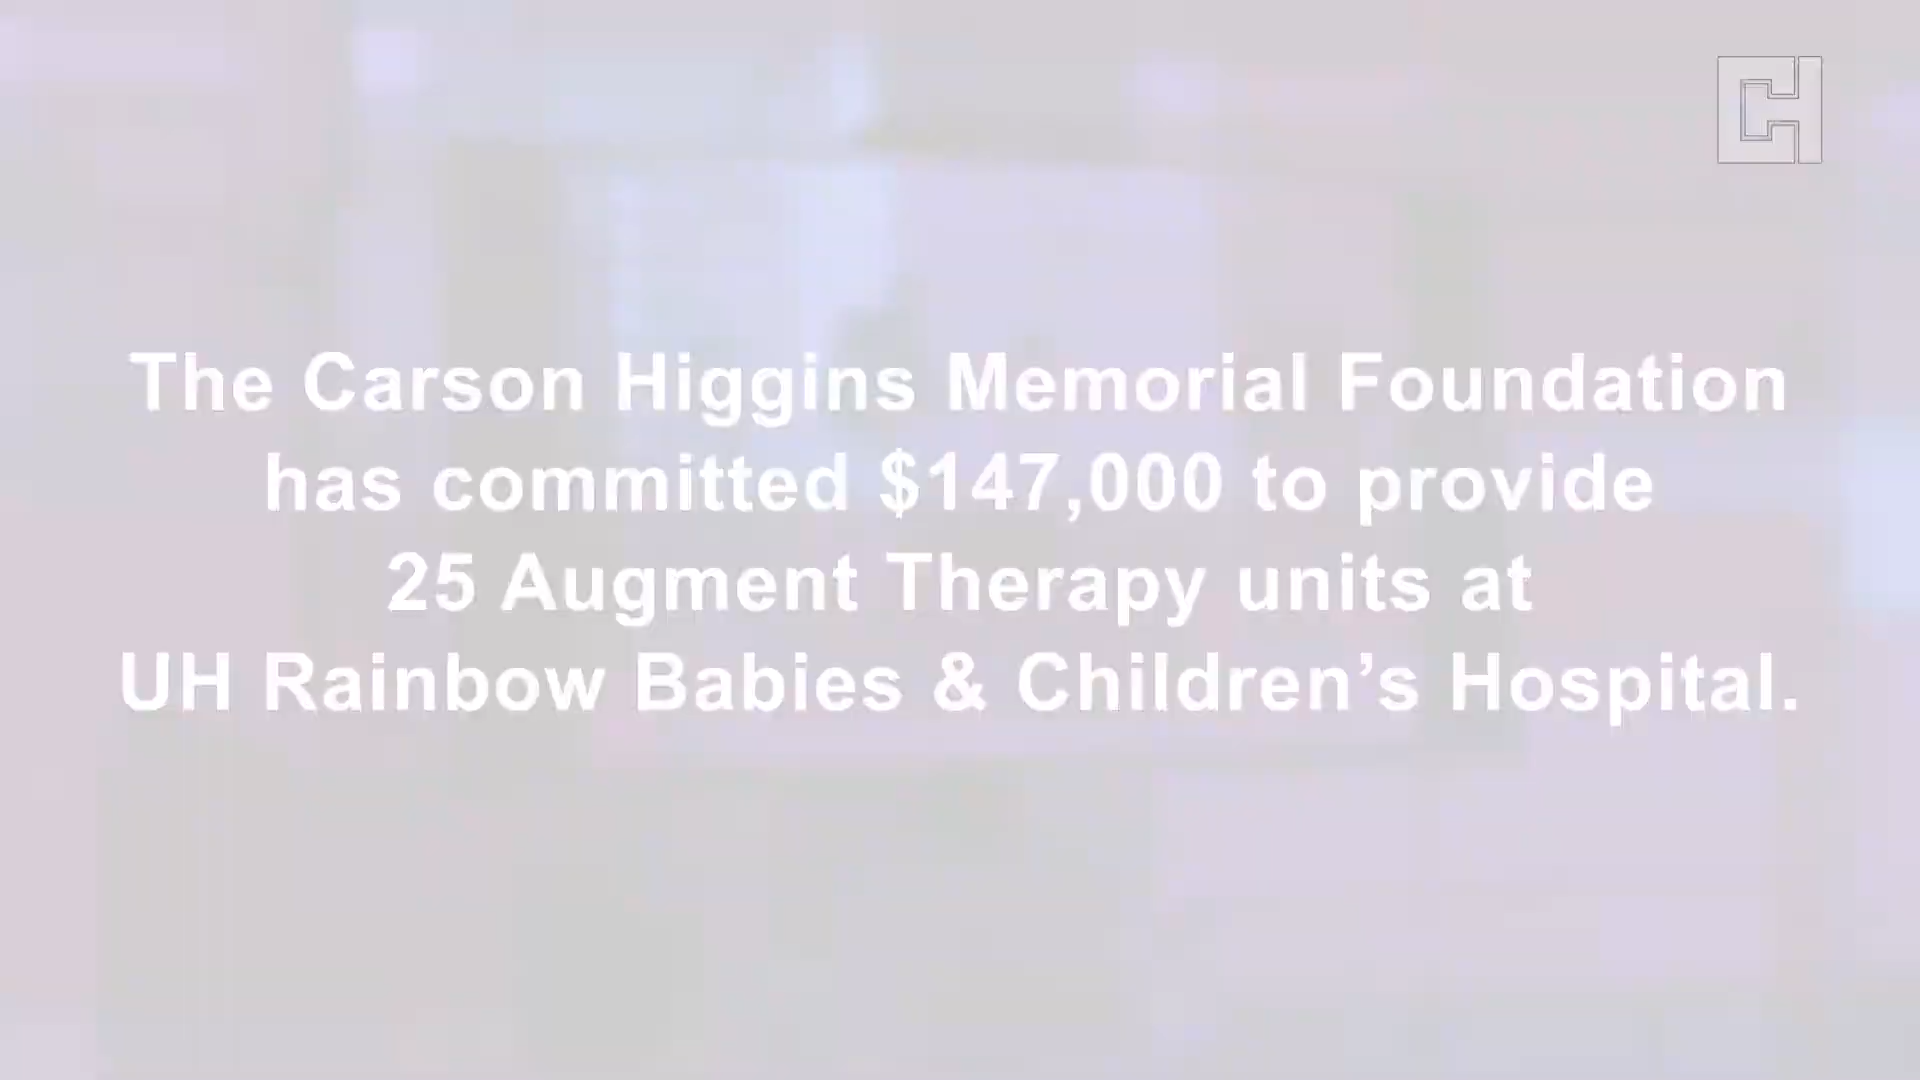 CH
The Carson Higgins Memorial Foundation
has committed $147,000 to provide
25 Augment Therapy units at
UH Rainbow Babies & Children’s Hospital.